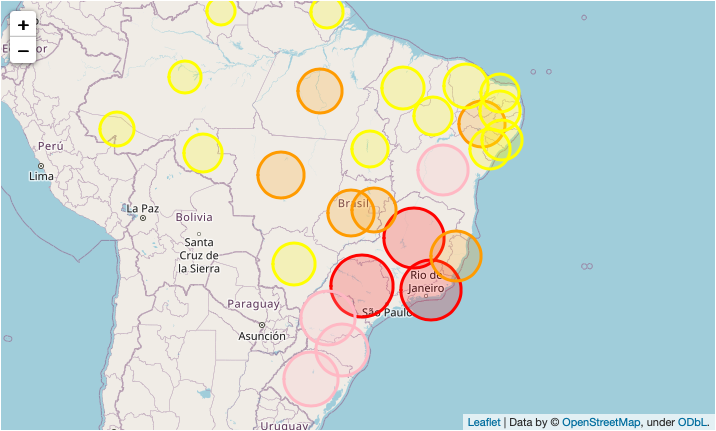 +
−
Perú
Lima
La Paz
Bolivia
Santa
Cruz de
la Sierra
Brasil
Rio de
Janeiro
São Paulo
Paraguay
Asunción
Uruguay
Leaflet | Data by © OpenStreetMap, under ODbL.